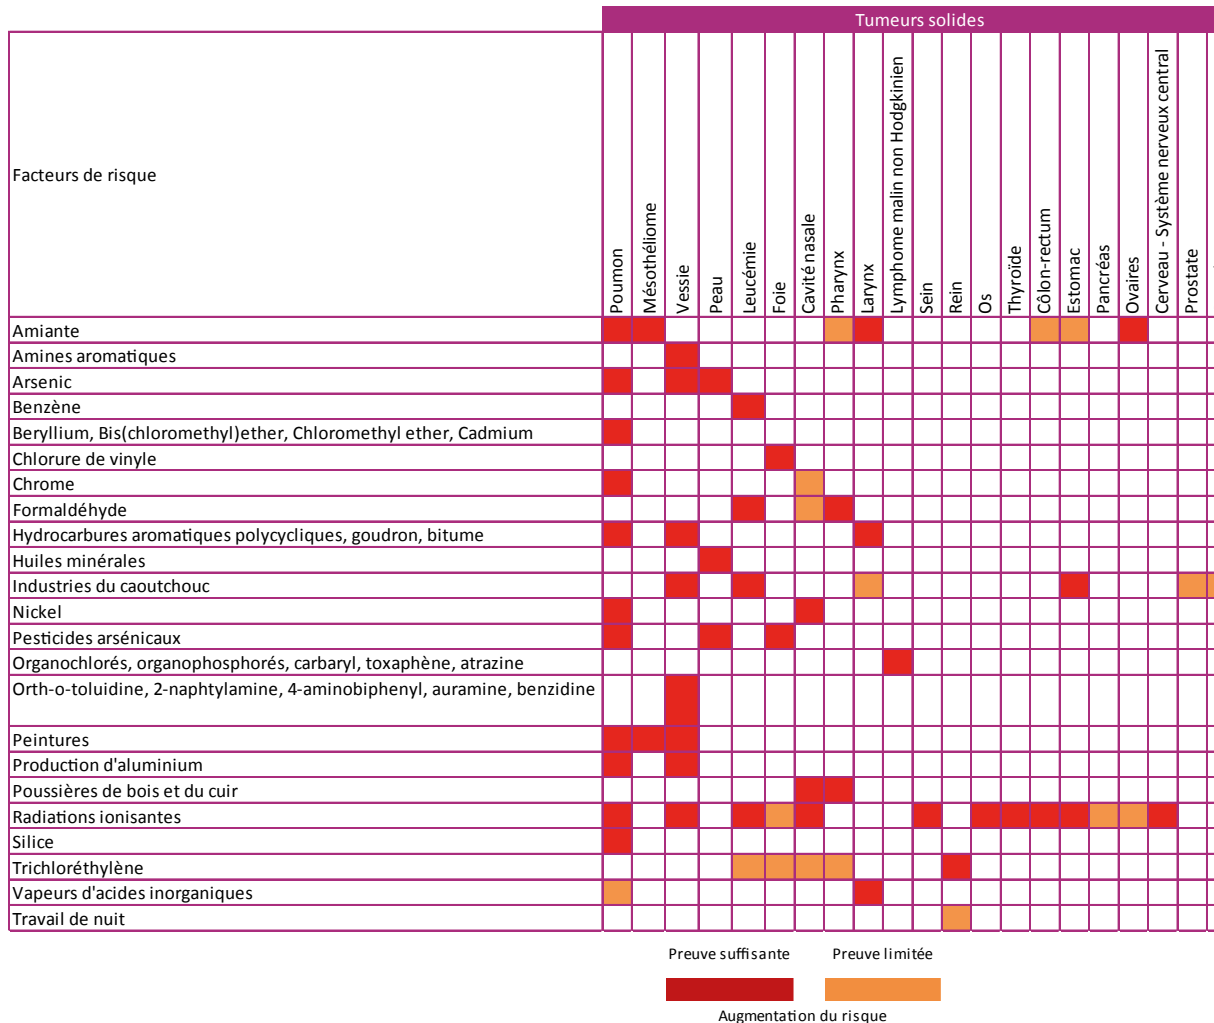 Tumeurs solides
Facteurs de risque
Poumon
Mésothéliome
Vessie
Peau
Leucémie
Foie
Cavité nasale
Pharynx
Larynx
Lymphome malin non Hodgkinien
Sein
Rein
Os
Thyroïde
Côlon-rectum
Estomac
Pancréas
Ovaires
Cerveau - Système nerveux central
Prostate
Amiante
Amines aromatiques
Arsenic
Benzène
Beryllium, Bis(chloromethyl)ether, Chloromethyl ether, Cadmium
Chlorure de vinyle
Chrome
Formaldéhyde
Hydrocarbures aromatiques polycycliques, goudron, bitume
Huiles minérales
Industries du caoutchouc
Nickel
Pesticides arsénicaux
Organochlorés, organophosphorés, carbaryl, toxaphène, atrazine
Orth-o-toluidine, 2-naphtylamine, 4-aminobiphenyl, auramine, benzidine
Peintures
Production d'aluminium
Poussières de bois et du cuir
Radiations ionisantes
Silice
Trichloréthylène
Vapeurs d'acides inorganiques
Travail de nuit
Preuve suffisante Preuve limitée
Augmentation du risque